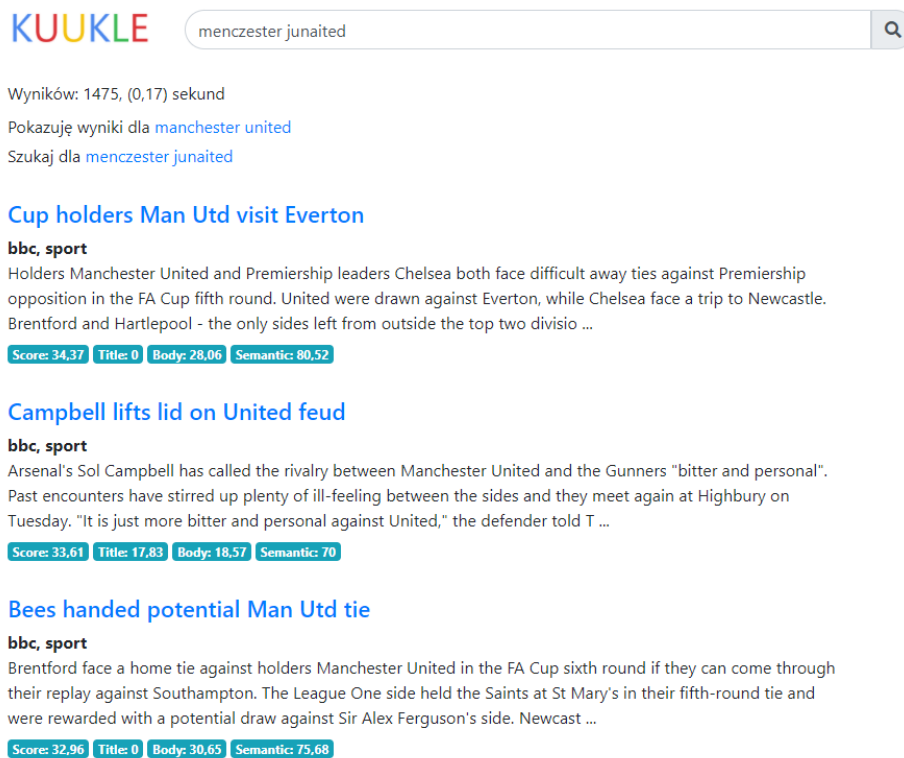 KUUKLE
menczester junaited
Wyników: 1475, (0,17) sekund
Pokazuję wyniki dla manchester united
Szukaj dla menczester junaited
Cup holders Man Utd visit Everton
bbc, sport
Holders Manchester United and Premiership leaders Chelsea both face difficult away ties against Premiership
opposition in the FA Cup fifth round. United were drawn against Everton, while Chelsea face a trip to Newcastle.
Brentford and Hartlepool - the only sides left from outside the top two divisio ...
Score: 34,37 Title: 0 Body: 28,06 Semantic: 80,52
Campbell lifts lid on United feud
bbc, sport
Arsenal's Sol Campbell has called the rivalry between Manchester United and the Gunners "bitter and personal".
Past encounters have stirred up plenty of ill-feeling between the sides and they meet again at Highbury on
Tuesday. "It is just more bitter and personal against United," the defender told T ...
Score: 33,61 Title: 17,83 Body: 18,57 Semantic: 70
Bees handed potential Man Utd tie
bbc, sport
Brentford face a home tie against holders Manchester United in the FA Cup sixth round if they can come through
their replay against Southampton. The League One side held the Saints at St Mary's in their fifth-round tie and
were rewarded with a potential draw against Sir Alex Ferguson's side. Newcast ...
Score: 32,96 Title: 0 Body: 30,65 Semantic: 75,68